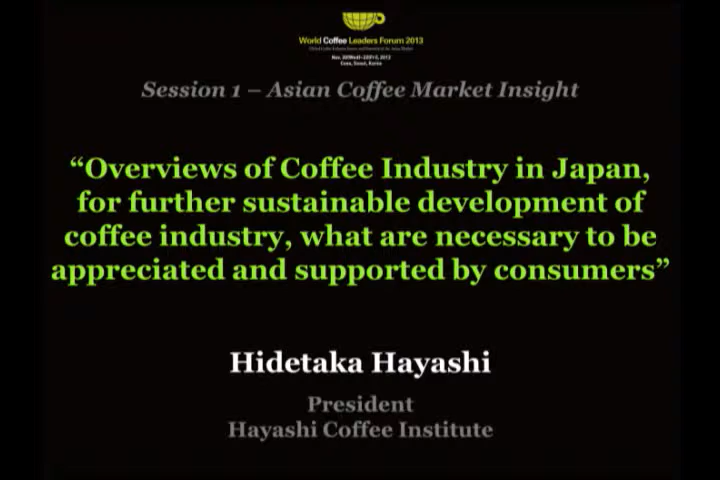 World Coffee Leaders Forum 2013
Session 1 – Asian Coffee Market Insight
“Overviews of Coffee Industry in Japan,
for further sustainable development of
coffee industry, what are necessary to be
appreciated and supported by consumers”
Hidetaka Hayashi
President
Hayashi Coffee Institute